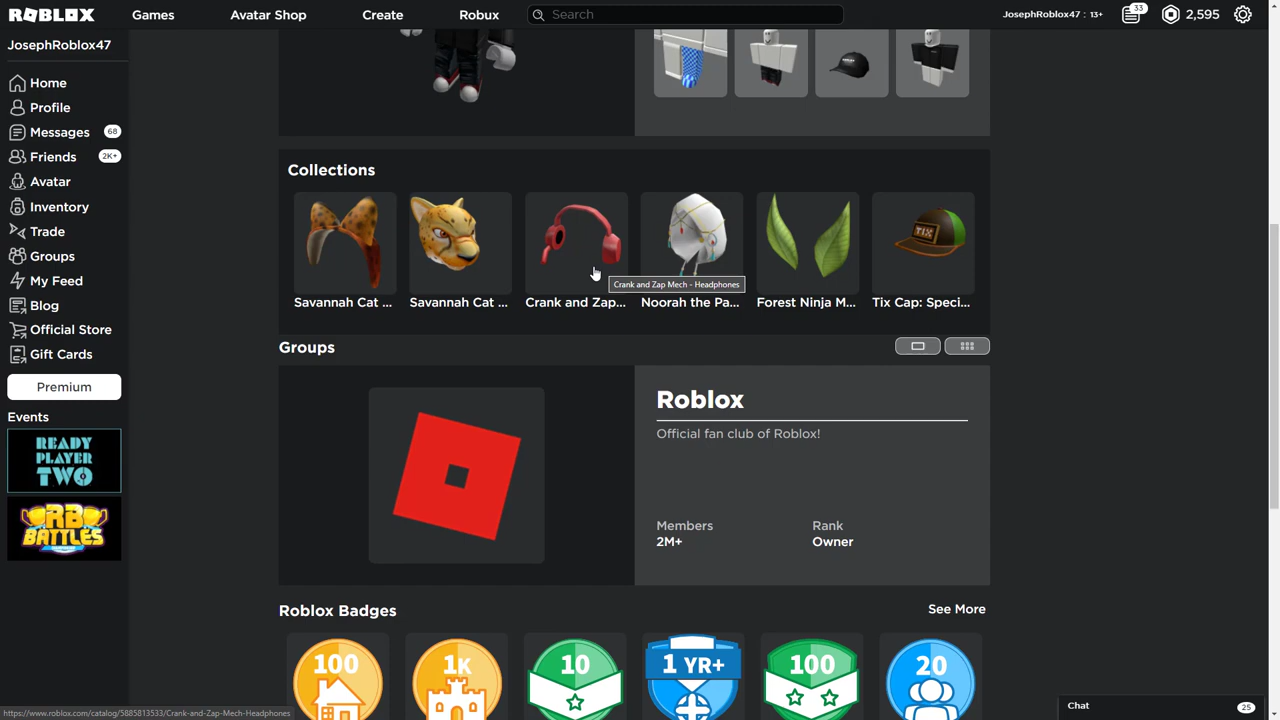 ROBLOX Games Avatar Shop Create Robux Search JosephRoblox47 : 13+ 33 2,595
JosephRoblox47
Home
Profile
Messages 68
Friends 2K+
Avatar
Inventory
Trade
Groups
My Feed
Blog
Official Store
Gift Cards
Premium
Events
READY
PLAYER
TWO
RB
BATTLES
Collections
TIX
Savannah Cat ... Savannah Cat ... Crank and Zap... Noorah the Pa... Forest Ninja M... Tix Cap: Speci...
Crank and Zap Mech - Headphones
Groups
Roblox
Official fan club of Roblox!
Members Rank
2M+ Owner
Roblox Badges See More
100 1K 10 1 YR+ 100 20
https://www.roblox.com/catalog/5885813533/Crank-and-Zap-Mech-Headphones
Chat 25